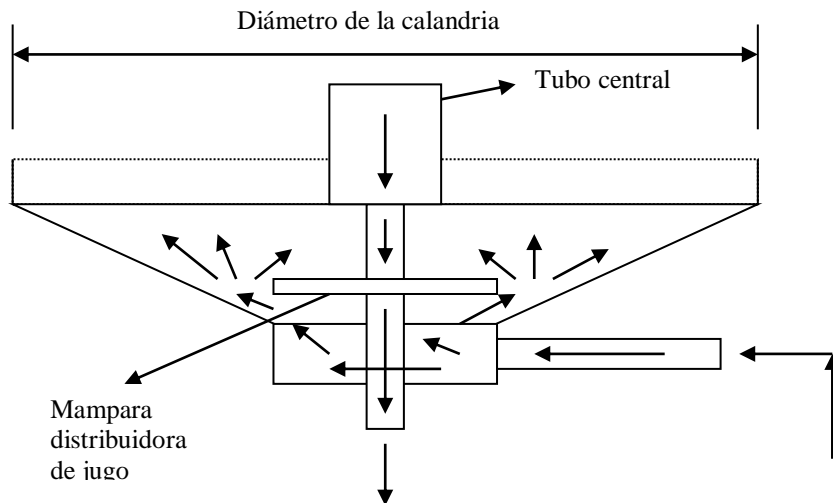 Diámetro de la calandria
Tubo central
Mampara
distribuidora
de jugo